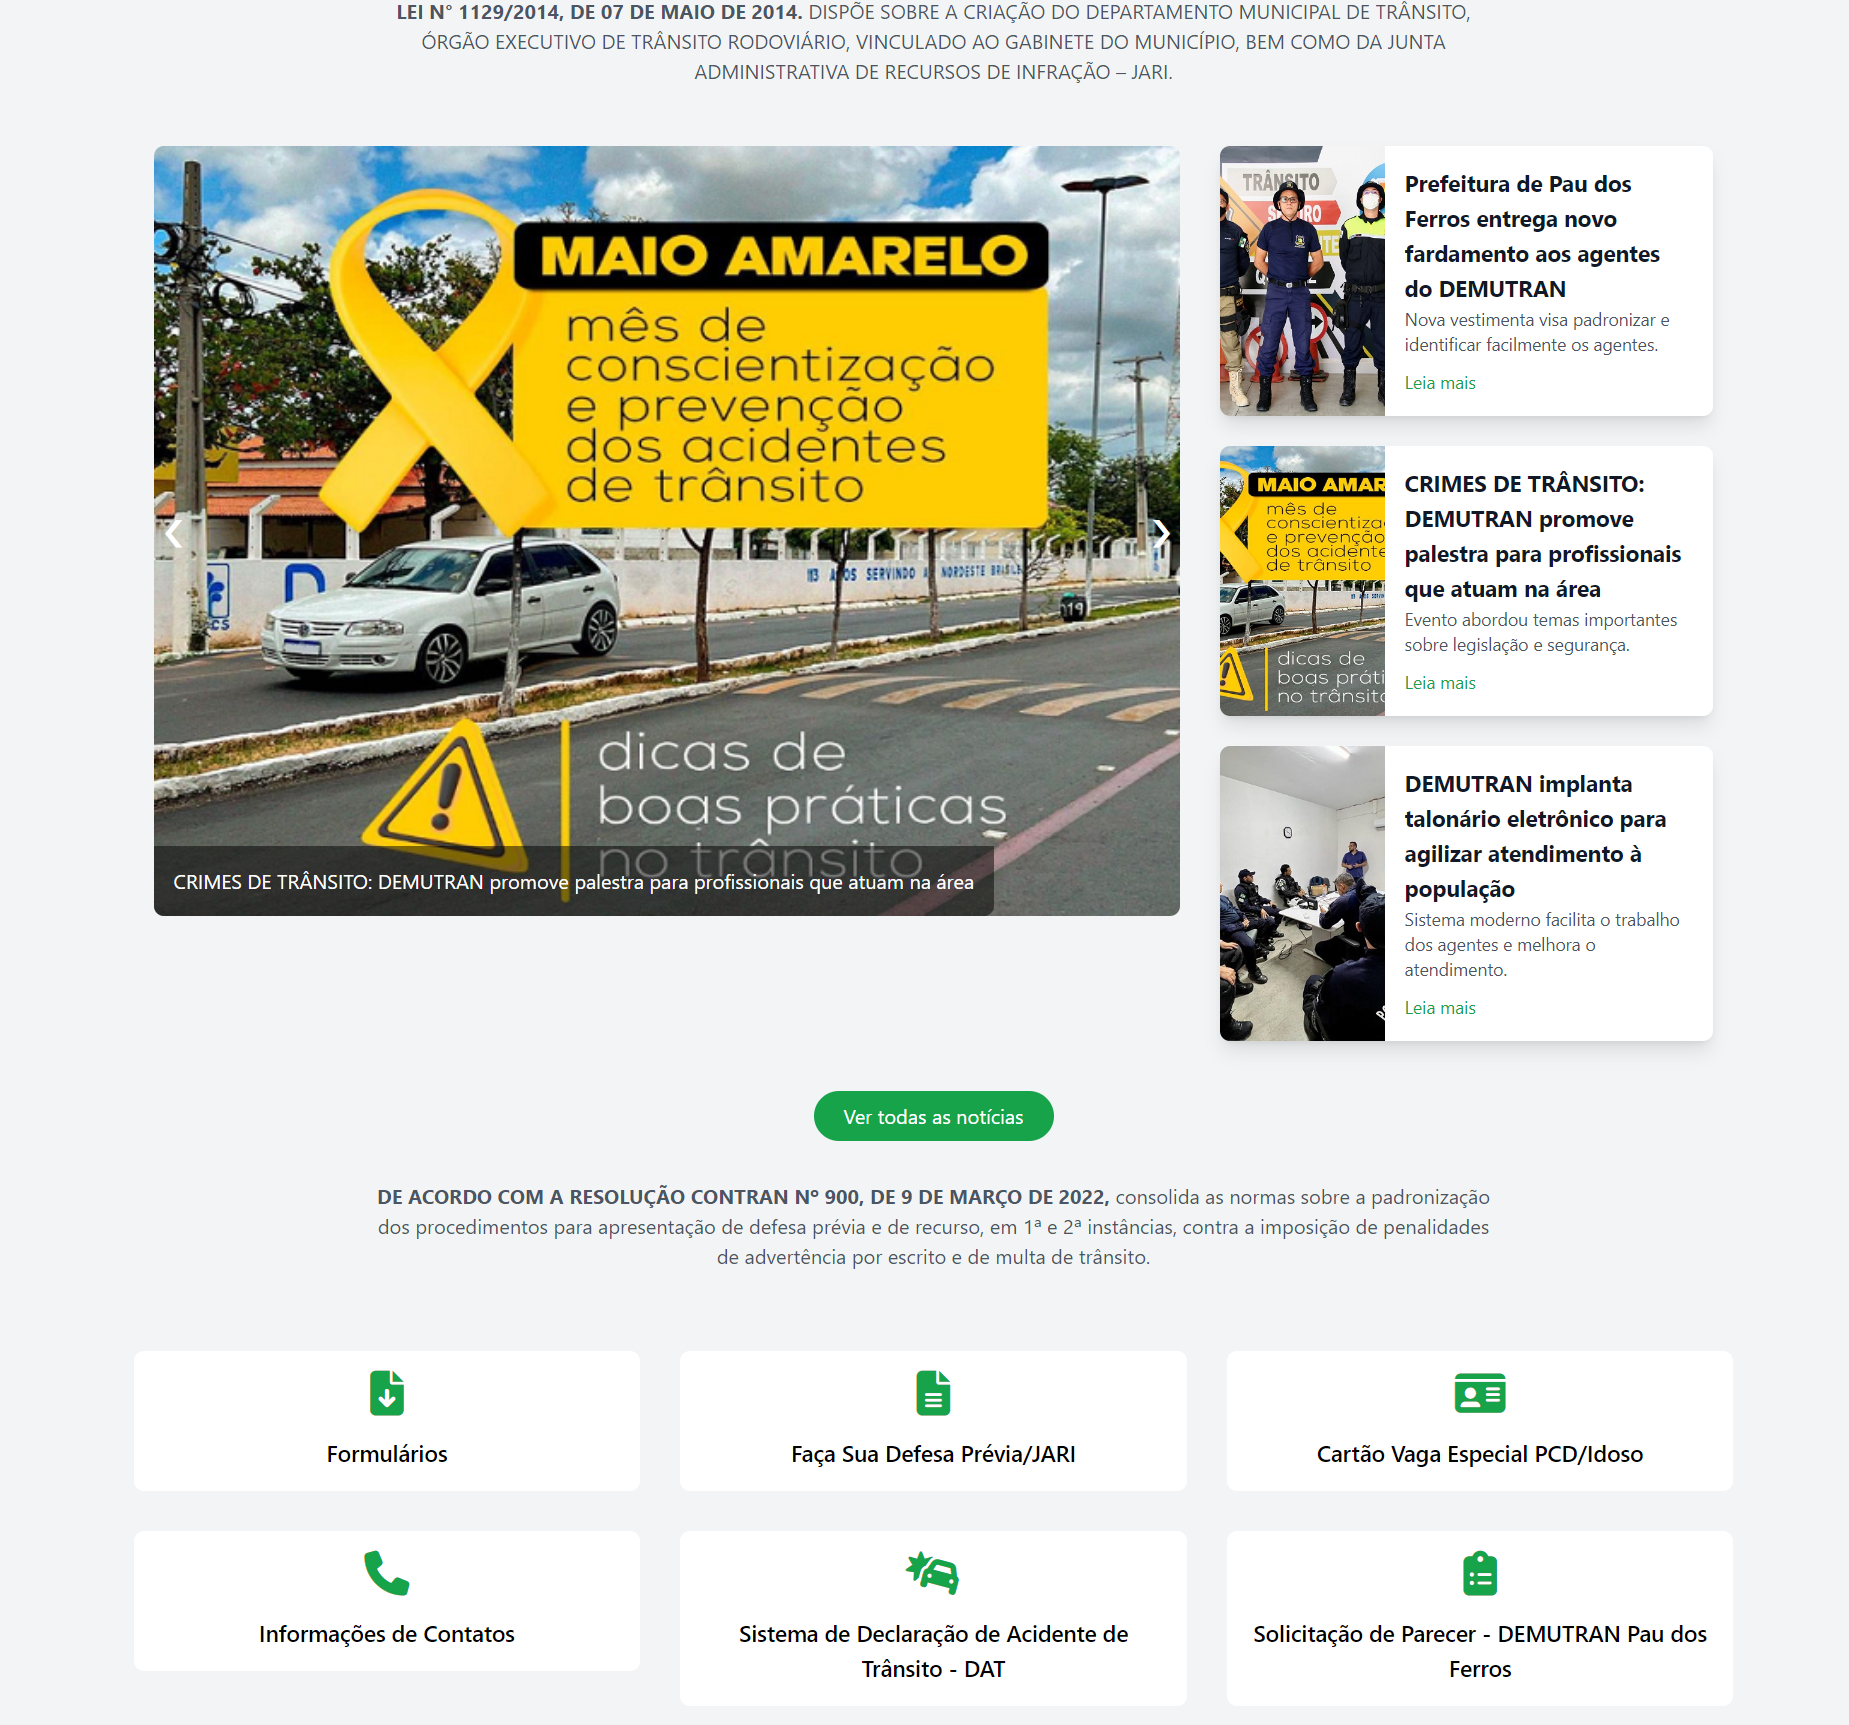 LEI N° 1129/2014, DE 07 DE MAIO DE 2014. DISPÕE SOBRE A CRIAÇÃO DO DEPARTAMENTO MUNICIPAL DE TRÂNSITO,
ÓRGÃO EXECUTIVO DE TRÂNSITO RODOVIÁRIO, VINCULADO AO GABINETE DO MUNICÍPIO, BEM COMO DA JUNTA
ADMINISTRATIVA DE RECURSOS DE INFRAÇÃO – JARI.
MAIO AMARELO
mês de
conscientização
e prevenção
dos acidentes
de trânsito
SERVINDO
NORDESTE
dicas de
boas práticas
no trânsito
CRIMES DE TRÂNSITO: DEMUTRAN promove palestra para profissionais que atuam na área
TRÂNSITO
Prefeitura de Pau dos
Ferros entrega novo
fardamento aos agentes
do DEMUTRAN
Nova vestimenta visa padronizar e
identificar facilmente os agentes.
Leia mais
MAIO AMAR
mês de
conscientiza
e prevenção
dos acidente
de trânsito
dicas de
boas práti
no trânsito
CRIMES DE TRÂNSITO:
DEMUTRAN promove
palestra para profissionais
que atuam na área
Evento abordou temas importantes
sobre legislação e segurança.
Leia mais
DEMUTRAN implanta
talonário eletrônico para
agilizar atendimento à
população
Sistema moderno facilita o trabalho
dos agentes e melhora o
atendimento.
Leia mais
Ver todas as notícias
DE ACORDO COM A RESOLUÇÃO CONTRAN Nº 900, DE 9 DE MARÇO DE 2022, consolida as normas sobre a padronização
dos procedimentos para apresentação de defesa prévia e de recurso, em 1ª e 2ª instâncias, contra a imposição de penalidades
de advertência por escrito e de multa de trânsito.
Formulários
Faça Sua Defesa Prévia/JARI
Cartão Vaga Especial PCD/Idoso
Informações de Contatos
Sistema de Declaração de Acidente de
Trânsito - DAT
Solicitação de Parecer - DEMUTRAN Pau dos
Ferros